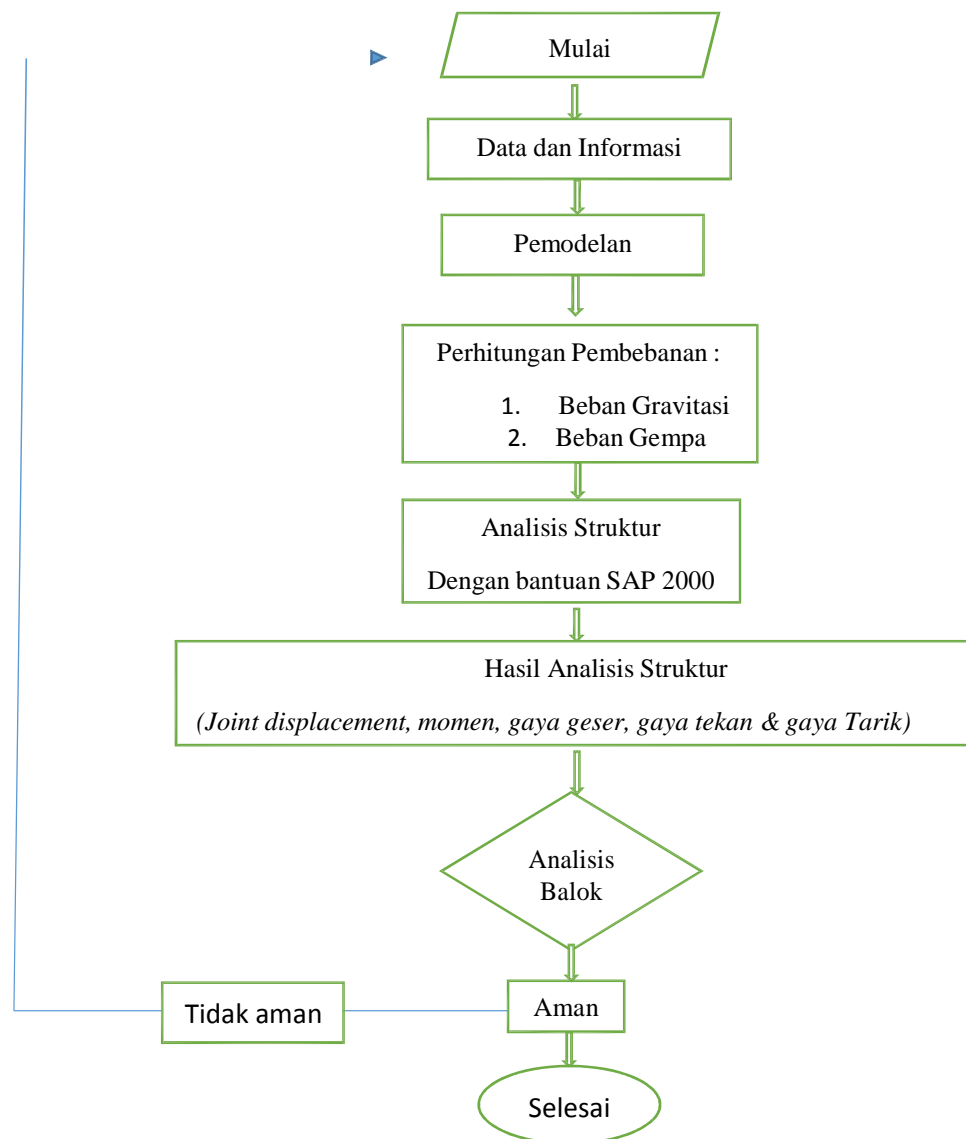 Mulai
Data dan Informasi
Pemodelan
Perhitungan Pembebanan :
1. Beban Gravitasi
2. Beban Gempa
Analisis Struktur
Dengan bantuan SAP 2000
Hasil Analisis Struktur
(Joint displacement, momen, gaya geser, gaya tekan & gaya Tarik)
Analisis
Balok
Tidak aman
Aman
Selesai